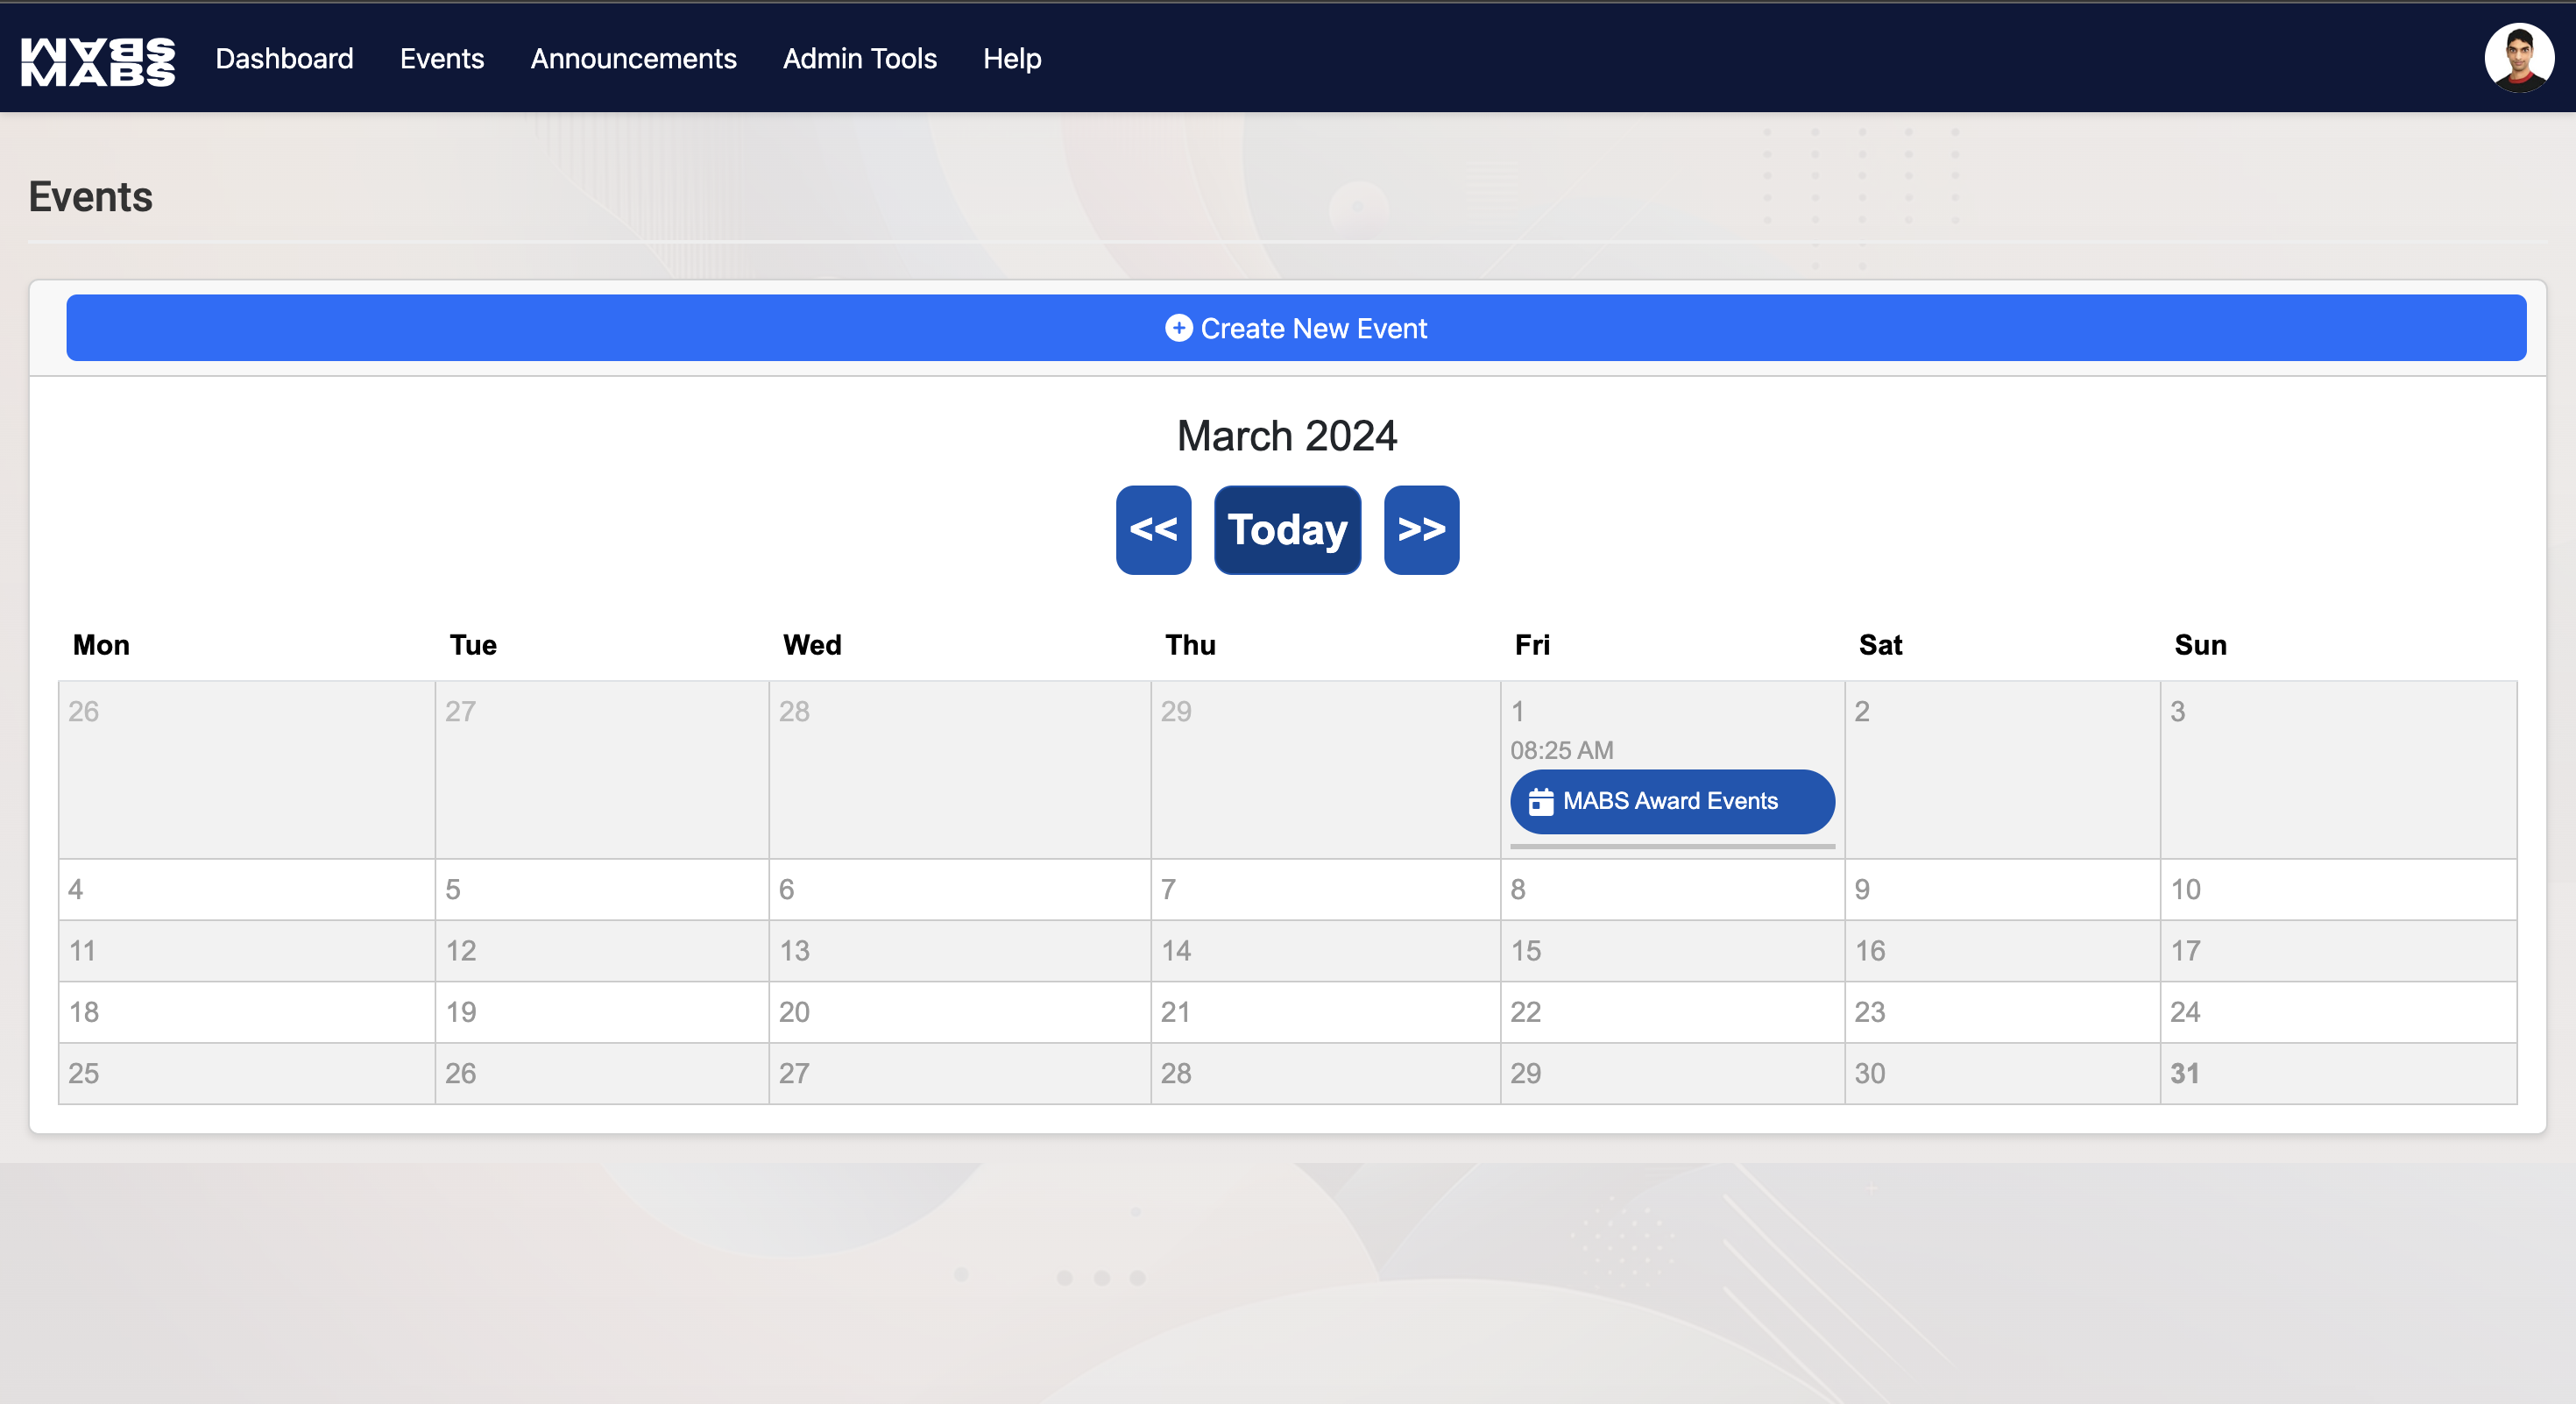 MABS
MABS
Dashboard Events Announcements Admin Tools Help
Events
Create New Event
March 2024
<< Today >>
Mon Tue Wed Thu Fri Sat Sun
26 27 28 29 1 2 3
08:25 AM
MABS Award Events
4 5 6 7 8 9 10
11 12 13 14 15 16 17
18 19 20 21 22 23 24
25 26 27 28 29 30 31